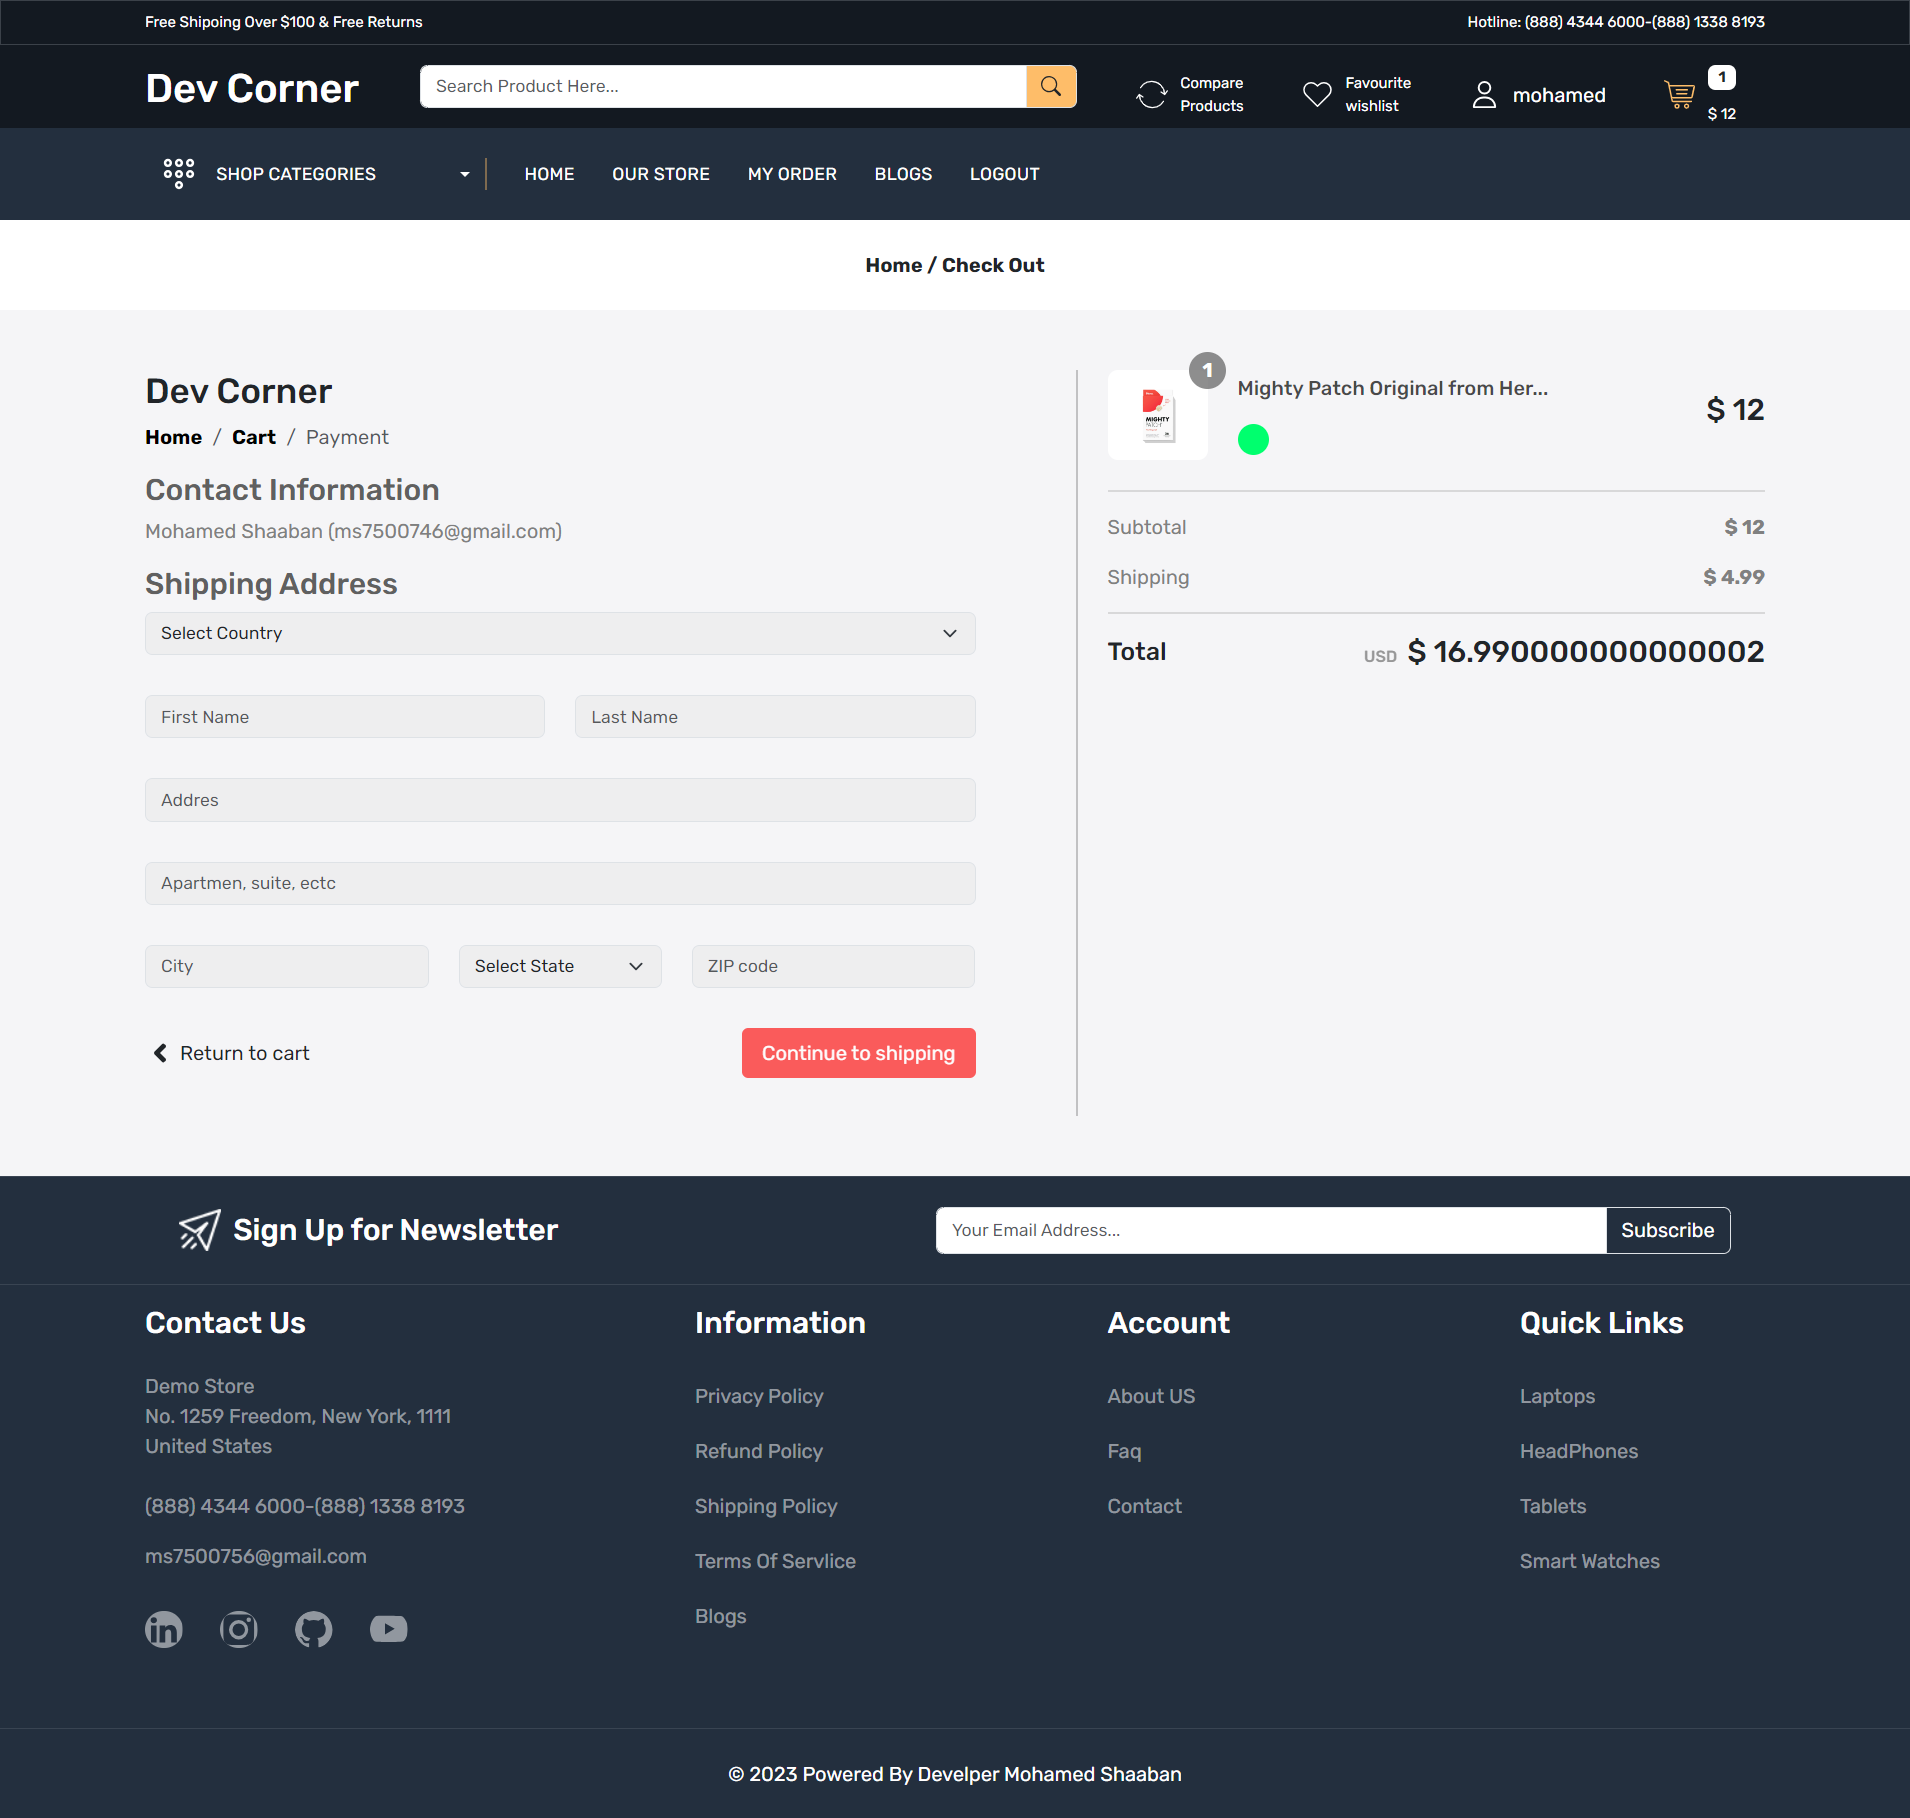 Free Shipoing Over $100 & Free Returns
Hotline: (888) 4344 6000-(888) 1338 8193
Dev Corner
Search Product Here...
Compare
Products
Favourite
wishlist
mohamed
1
$ 12
SHOP CATEGORIES
HOME
OUR STORE
MY ORDER
BLOGS
LOGOUT
Home / Check Out
Dev Corner
Home / Cart / Payment
Contact Information
Mohamed Shaaban (ms7500746@gmail.com)
Shipping Address
Select Country
First Name
Last Name
Addres
Apartmen, suite, ectc
City
Select State
ZIP code
Return to cart
Continue to shipping
1
MIGHTY
PATCH
Mighty Patch Original from Her...
$ 12
Subtotal
$ 12
Shipping
$ 4.99
Total
USD $ 16.990000000000002
Sign Up for Newsletter
Your Email Address...
Subscribe
Contact Us
Demo Store
No. 1259 Freedom, New York, 1111
United States
(888) 4344 6000-(888) 1338 8193
ms7500756@gmail.com
Information
Privacy Policy
Refund Policy
Shipping Policy
Terms Of Servlice
Blogs
Account
About US
Faq
Contact
Quick Links
Laptops
HeadPhones
Tablets
Smart Watches
© 2023 Powered By Develper Mohamed Shaaban